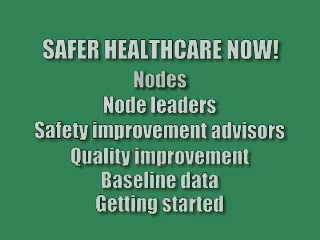 SAFER HEALTHCARE NOW!
Nodes
Node leaders
Safety improvement advisors
Quality improvement
Baseline data
Getting started